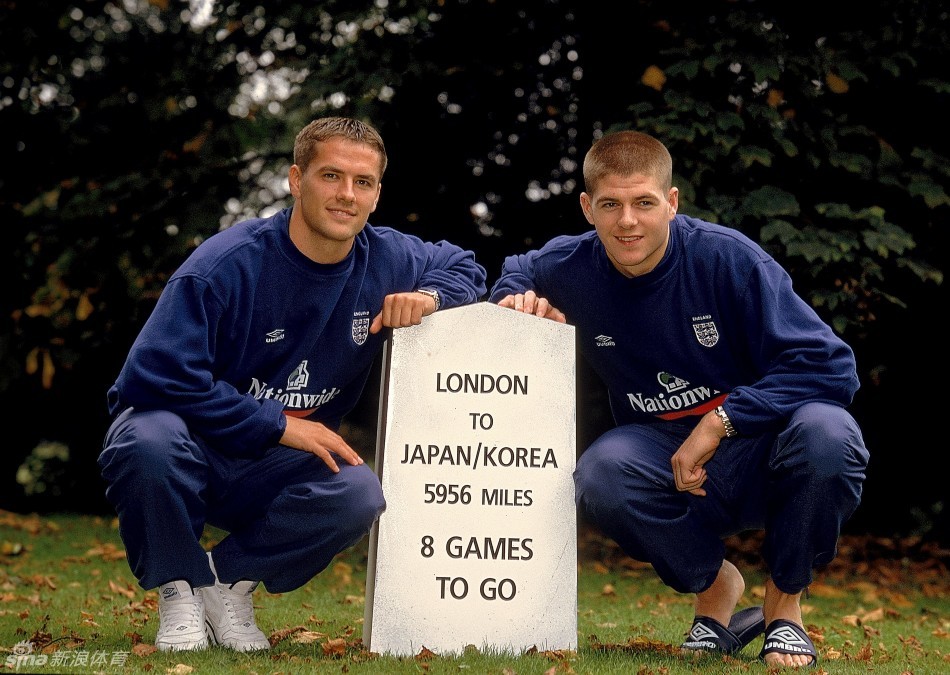 LONDON
TO
JAPAN/KOREA
5956 MILES
8 GAMES
TO GO
umbro
ENGLAND
Nationwide
umbro
ENGLAND
Nationwide
UMBRO
sina 新浪体育